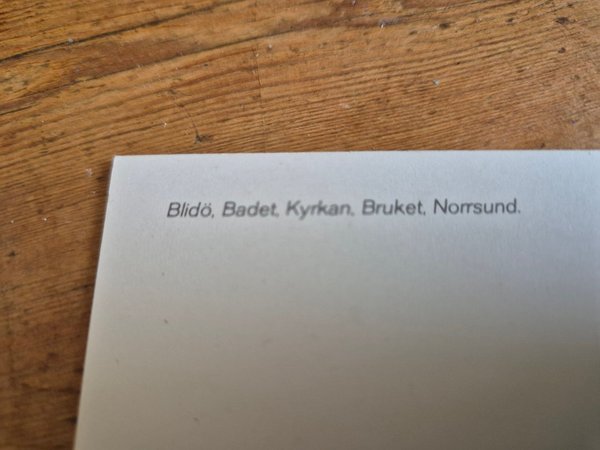 Blidö, Badet, Kyrkan, Bruket, Norrsund.